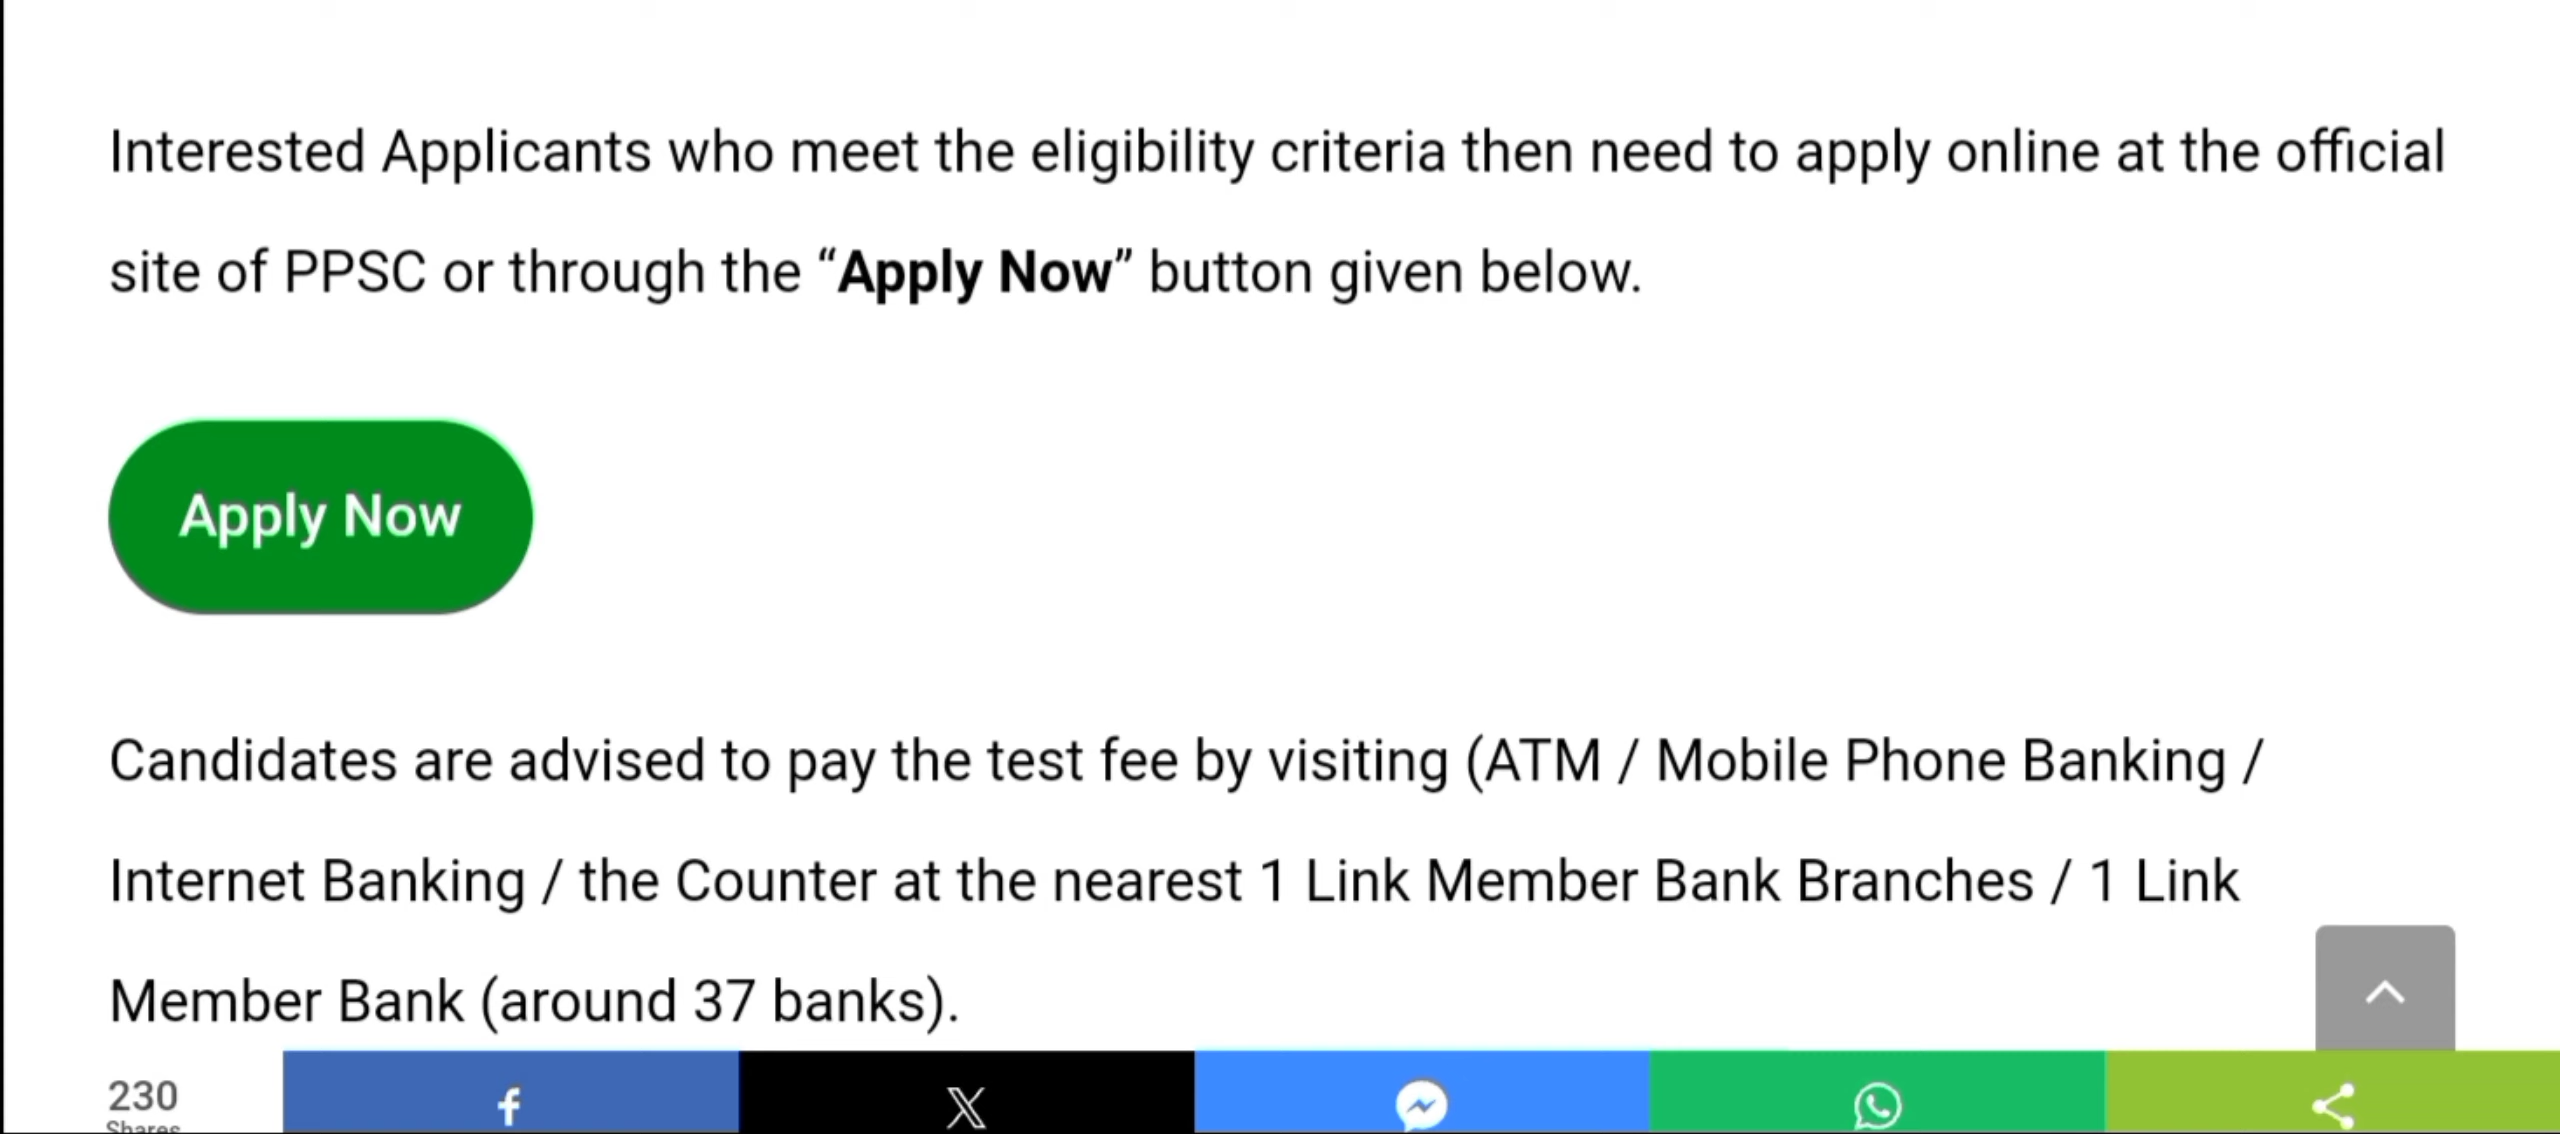 Interested Applicants who meet the eligibility criteria then need to apply online at the official
site of PPSC or through the “Apply Now” button given below.
Apply Now
Candidates are advised to pay the test fee by visiting (ATM / Mobile Phone Banking /
Internet Banking / the Counter at the nearest 1 Link Member Bank Branches / 1 Link
Member Bank (around 37 banks).
230
Shares